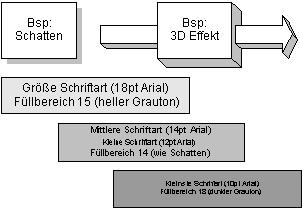 Bsp:
Schatten
Bsp:
3D Effekt
Größe Schriftart (18pt Arial)
Füllbereich 15 (heller Grauton)
Mittlere Schriftart (14pt Arial)
Kleine Schriftart (12pt Arial)
Füllbereich 14 (wie Schatten)
Kleinste Schriftart (10pt Arial)
Füllbereich 18 (dunkler Grauton)